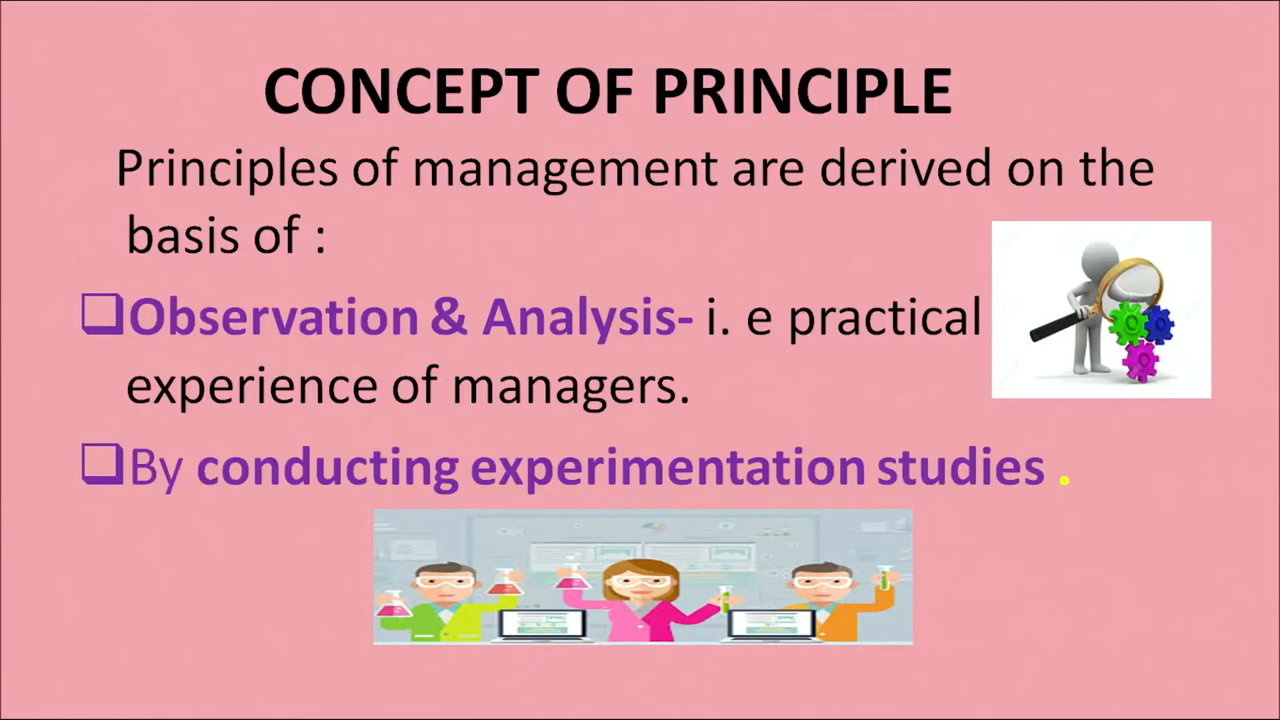 CONCEPT OF PRINCIPLE
Principles of management are derived on the
basis of :
Observation & Analysis- i. e practical
experience of managers.
By conducting experimentation studies .